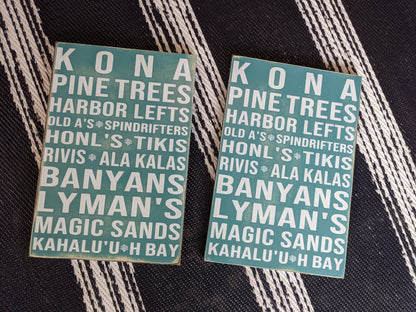 KONA
PINE TREES
HARBOR LEFTS
OLD A'S*SPINDRIFTERS
HONL'S*TIKIS
RIVIS*ALA KALAS
BANYANS
LYMAN'S
MAGIC SANDS
KAHALU'U*H BAY
KONA
PINE TREES
HARBOR LEFTS
OLD A'S*SPINDRIFTERS
HONL'S*TIKIS
RIVIS*ALA KALAS
BANYANS
LYMAN'S
MAGIC SANDS
KAHALU'U*H BAY